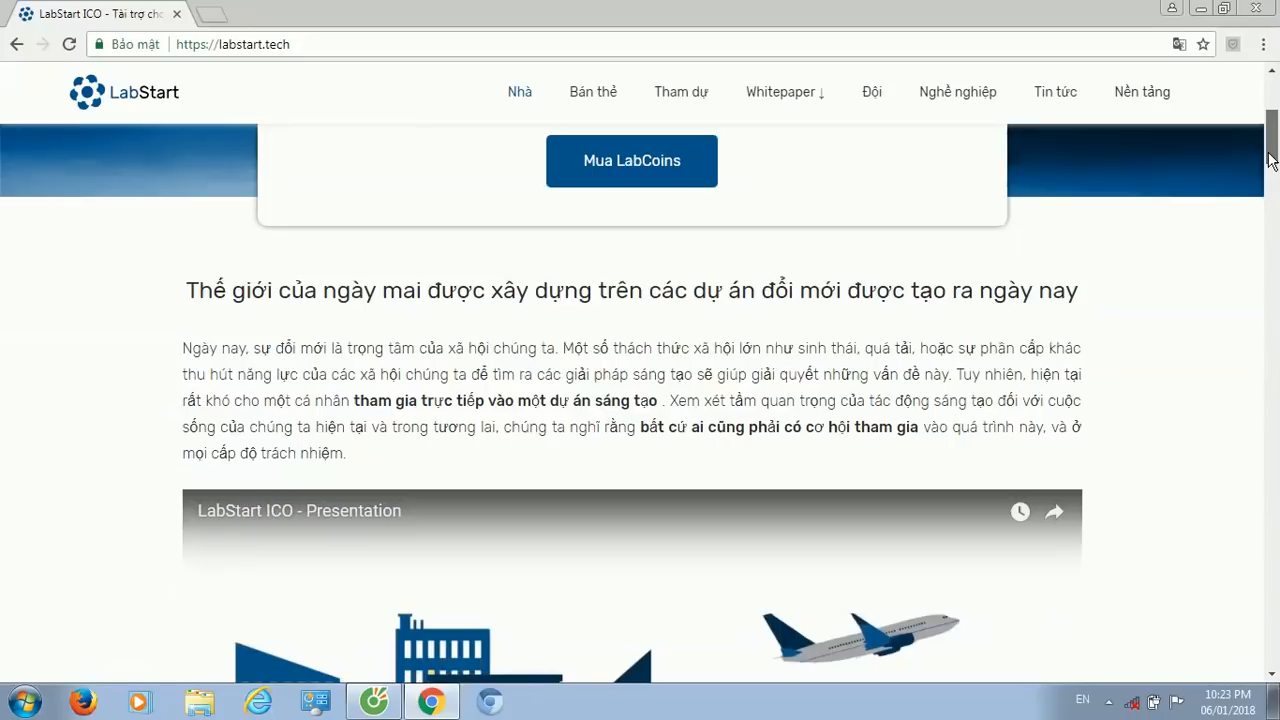 LabStart ICO - Tài trợ cho
Bảo mật
https://labstart.tech
LabStart
Nhà
Bán thẻ
Tham dự
Whitepaper ↓
Đội
Nghề nghiệp
Tin tức
Nền tảng
Mua LabCoins
Thế giới của ngày mai được xây dựng trên các dự án đổi mới được tạo ra ngày nay
Ngày nay, sự đổi mới là trọng tâm của xã hội chúng ta. Một số thách thức xã hội lớn như sinh thái, quá tải, hoặc sự phân cấp khác
thu hút năng lực của các xã hội chúng ta để tìm ra các giải pháp sáng tạo sẽ giúp giải quyết những vấn đề này. Tuy nhiên, hiện tại
rất khó cho một cá nhân tham gia trực tiếp vào một dự án sáng tạo . Xem xét tầm quan trọng của tác động sáng tạo đối với cuộc
sống của chúng ta hiện tại và trong tương lai, chúng ta nghĩ rằng bất cứ ai cũng phải có cơ hội tham gia vào quá trình này, và ở
mọi cấp độ trách nhiệm.
LabStart ICO - Presentation
EN
10:23 PM
06/01/2018